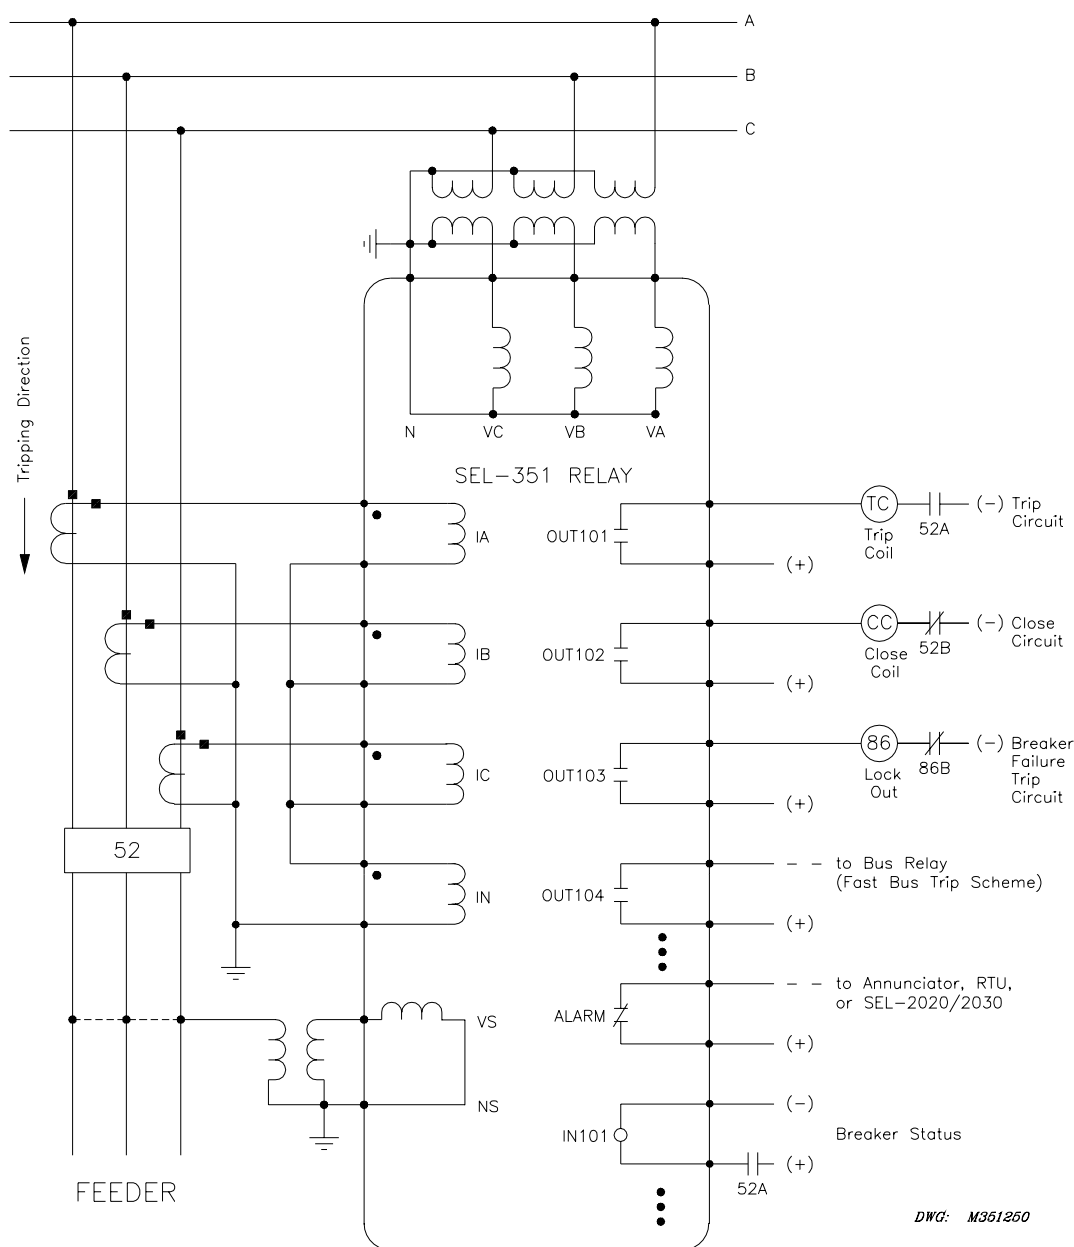 A
B
C
Tripping Direction
N
VC
VB
VA
SEL-351 RELAY
IA
OUT101
TC
Trip
Coil
52A
(-) Trip
Circuit
(+)
IB
OUT102
CC
Close
Coil
52B
(-) Close
Circuit
(+)
IC
OUT103
86
Lock
Out
86B
(-) Breaker
Failure
Trip
Circuit
(+)
52
IN
OUT104
to Bus Relay
(Fast Bus Trip Scheme)
(+)
ALARM
to Annunciator, RTU,
or SEL-2020/2030
(+)
VS
NS
IN101
(-)
Breaker Status
(+)
52A
FEEDER
DWG: M351250